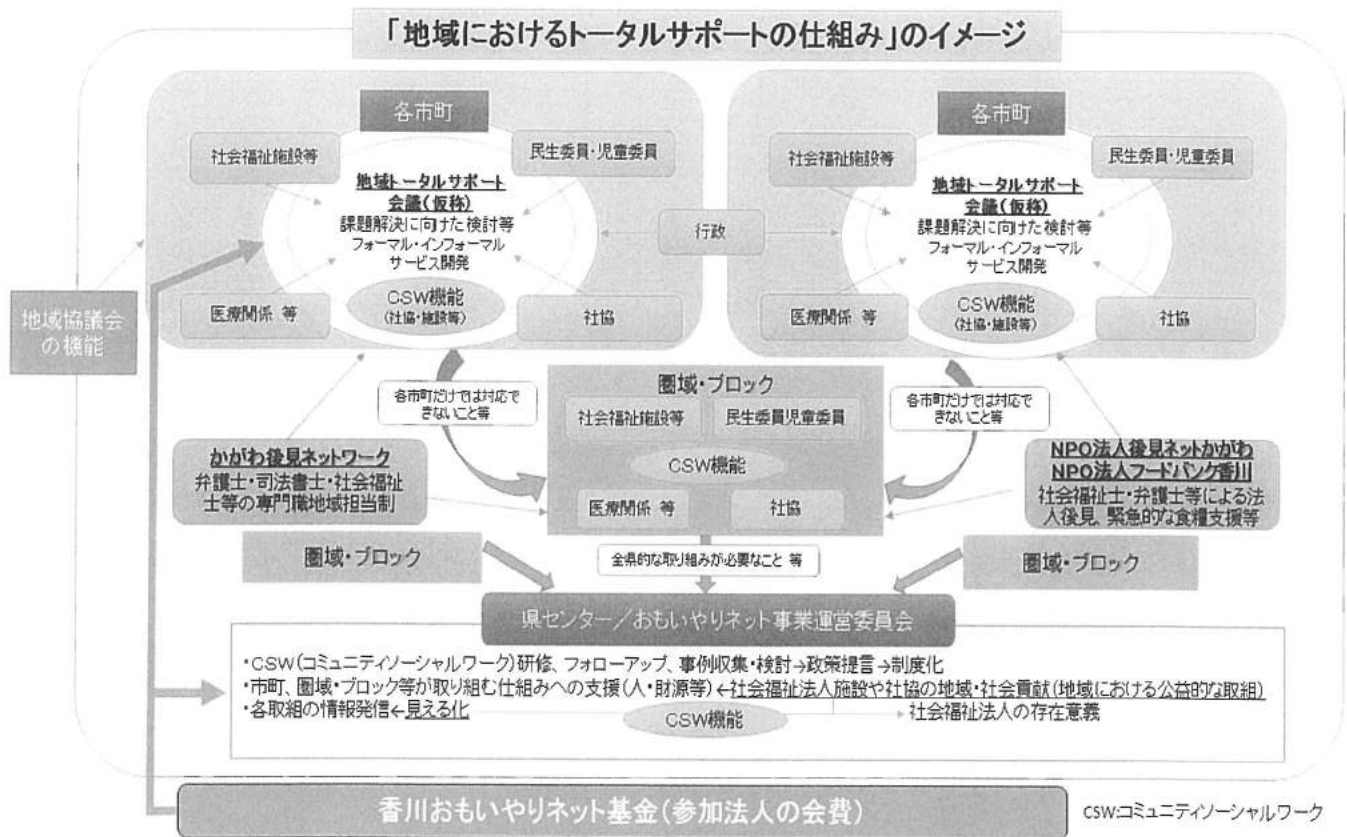 「地域におけるトータルサポートの仕組み」のイメージ
各市町
社会福祉施設等
民生委員・児童委員
地域トータルサポート
会議(仮称)
課題解決に向けた検討等
フォーマル・インフォーマル
サービス開発
医療関係 等
CSW機能
(社協・施設等)
社協
行政
各市町
社会福祉施設等
民生委員・児童委員
地域トータルサポート
会議(仮称)
課題解決に向けた検討等
フォーマル・インフォーマル
サービス開発
医療関係 等
CSW機能
(社協・施設等)
社協
地域協議会
の機能
各市町だけでは対応で
きないこと等
圏域・ブロック
社会福祉施設等
民生委員児童委員
CSW機能
医療関係 等
社協
各市町だけでは対応で
きないこと等
かがわ後見ネットワーク
弁護士・司法書士・社会福祉
士等の専門職地域担当制
NPO法人後見ネットかがわ
NPO法人フードバンク香川
社会福祉士・弁護士等による法
人後見、緊急的な食糧支援等
圏域・ブロック
全県的な取り組みが必要なこと 等
圏域・ブロック
県センター/おもいやりネット事業運営委員会
・CSW(コミュニティソーシャルワーク)研修、フォローアップ、事例収集・検討→政策提言→制度化
・市町、圏域・ブロック等が取り組む仕組みへの支援(人・財源等)←社会福祉法人施設や社協の地域・社会貢献(地域における公益的な取組)
・各取組の情報発信←見える化
CSW機能
社会福祉法人の存在意義
香川おもいやりネット基金(参加法人の会費)
CSW:コミュニティソーシャルワーク